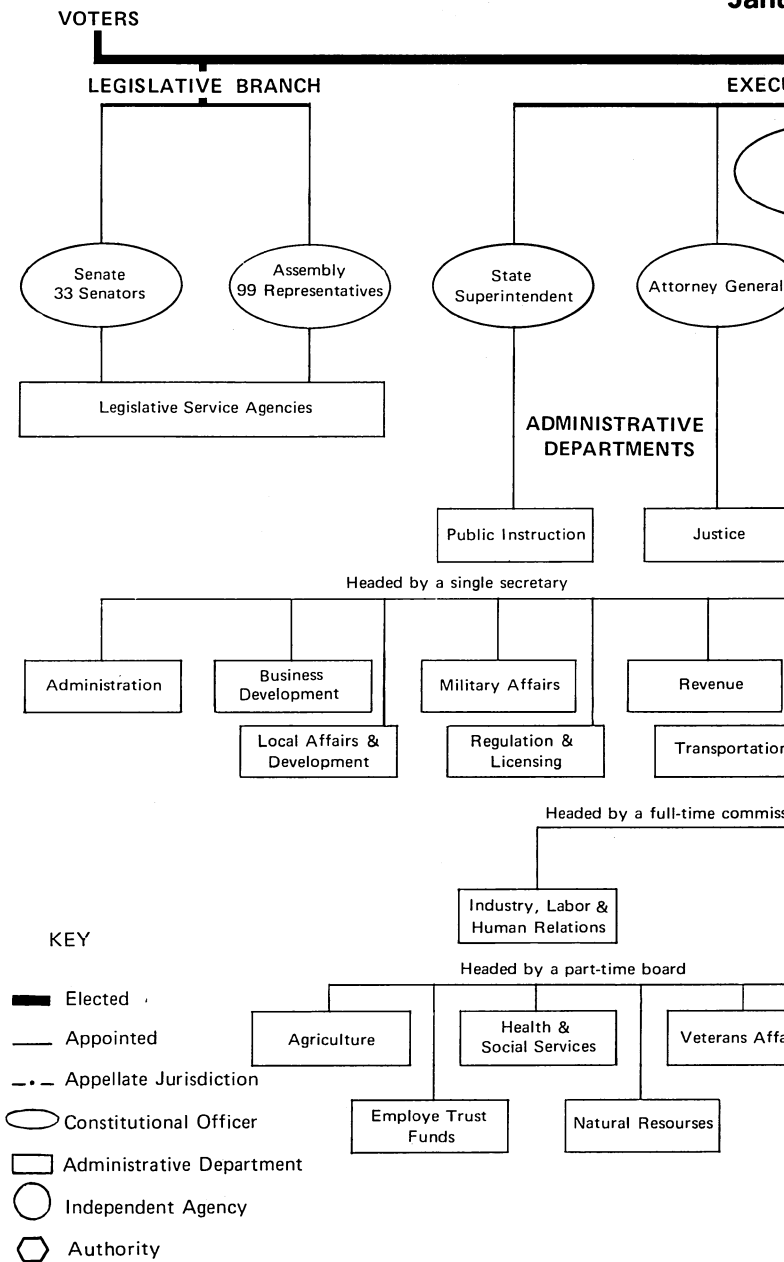 VOTERS
LEGISLATIVE BRANCH
Senate
33 Senators
Assembly
99 Representatives
State
Superintendent
Attorney General
Legislative Service Agencies
ADMINISTRATIVE
DEPARTMENTS
Public Instruction
Justice
Headed by a single secretary
Administration
Business
Development
Military Affairs
Revenue
Local Affairs &
Development
Regulation &
Licensing
Transportation
Headed by a full-time
Industry, Labor &
Human Relations
Headed by a part-time board
Agriculture
Health &
Social Services
Veterans
Employe Trust
Funds
Natural Resourses
KEY
Elected
Appointed
Appellate Jurisdiction
Constitutional Officer
Administrative Department
Independent Agency
Authority